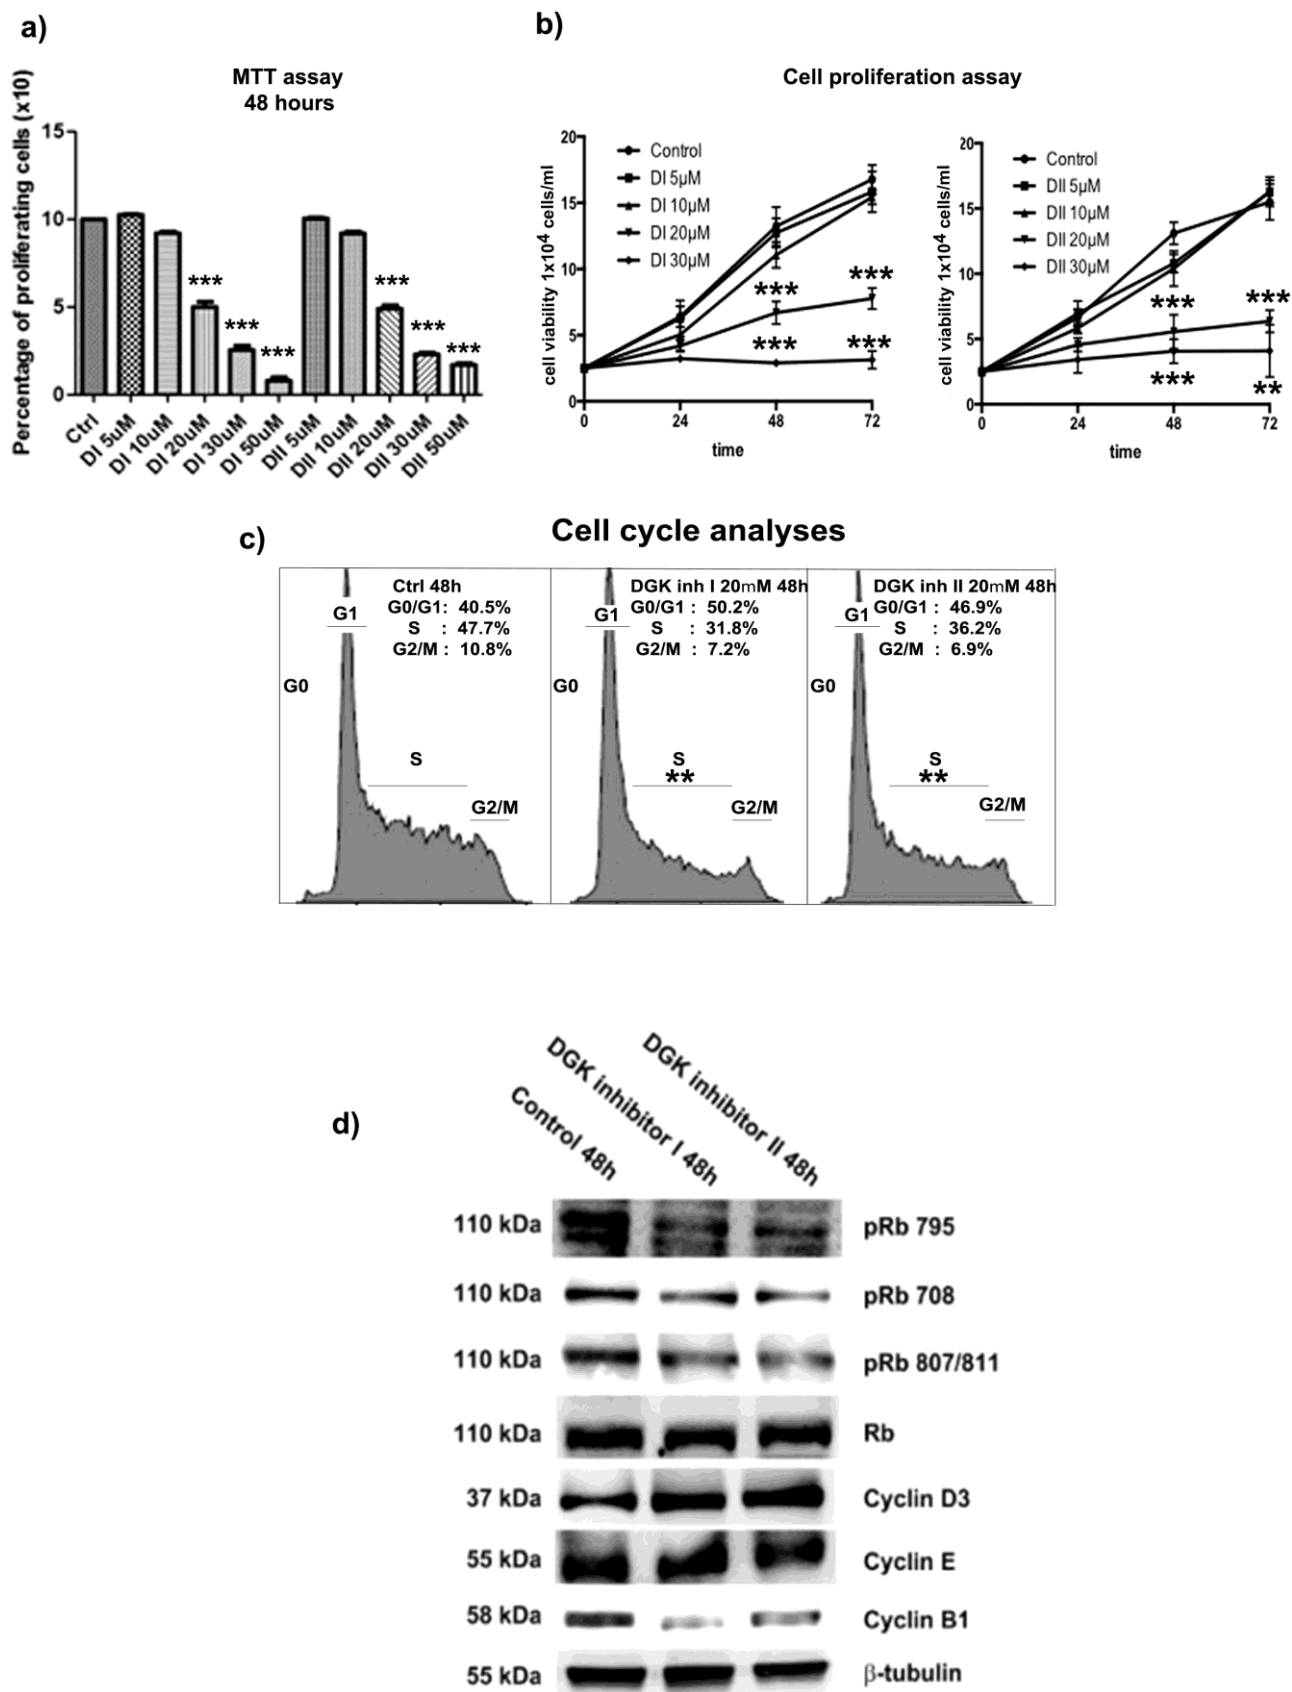 a)
MTT assay
48 hours
Percentage of proliferating cells (x10)
15
10
5
0
Ctrl
DI 5uM
DI 10uM
DI 20uM
DI 30uM
DI 50uM
DII 5uM
DII 10uM
DII 20uM
DII 30uM
DII 50uM
***
***
***
***
***
***
b)
Cell proliferation assay
cell viability 1x10⁴ cells/ml
20
15
10
5
0
Control
DI 5µM
DI 10µM
DI 20µM
DI 30µM
***
***
***
***
0 24 48 72
time
cell viability 1x10⁴ cells/ml
20
15
10
5
0
Control
DII 5µM
DII 10µM
DII 20µM
DII 30µM
***
***
***
**
0 24 48 72
time
c)
Cell cycle analyses
Ctrl 48h
G0/G1 : 40.5%
S : 47.7%
G2/M : 10.8%
G1
G0
S
G2/M
DGK inh I 20mM 48h
G0/G1 : 50.2%
S : 31.8%
G2/M : 7.2%
G1
G0
S
**
G2/M
DGK inh II 20mM 48h
G0/G1 : 46.9%
S : 36.2%
G2/M : 6.9%
G1
G0
S
**
G2/M
d)
Control 48h
DGK inhibitor I 48h
DGK inhibitor II 48h
110 kDa pRb 795
110 kDa pRb 708
110 kDa pRb 807/811
110 kDa Rb
37 kDa Cyclin D3
55 kDa Cyclin E
58 kDa Cyclin B1
55 kDa β-tubulin